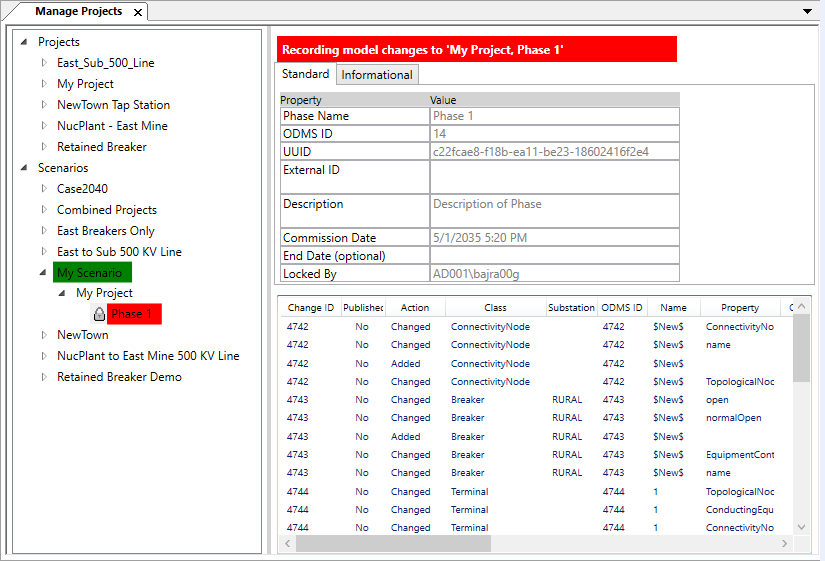 Manage Projects
Projects
East_Sub_500_Line
My Project
NewTown Tap Station
NucPlant - East Mine
Retained Breaker
Scenarios
Case2040
Combined Projects
East Breakers Only
East to Sub 500 KV Line
My Scenario
My Project
Phase 1
NewTown
NucPlant to East Mine 500 KV Line
Retained Breaker Demo
Recording model changes to 'My Project, Phase 1'
Standard Informational
Property Value
Phase Name Phase 1
ODMS ID 14
UUID c22fcae8-f18b-ea11-be23-18602416f2e4
External ID
Description Description of Phase
Commission Date 5/1/2035 5:20 PM
End Date (optional)
Locked By AD001\bajra00g
Change ID Publishec Action Class Substation ODMS ID Name Property
4742 No Changed ConnectivityNode 4742 $New$ ConnectivityNo
4742 No Changed ConnectivityNode 4742 $New$ name
4742 No Added ConnectivityNode 4742 $New$
4742 No Changed ConnectivityNode 4742 $New$ TopologicalNoc
4743 No Changed Breaker RURAL 4743 $New$ open
4743 No Changed Breaker RURAL 4743 $New$ normalOpen
4743 No Added Breaker RURAL 4743 $New$
4743 No Changed Breaker RURAL 4743 $New$ EquipmentCont
4743 No Changed Breaker RURAL 4743 $New$ name
4744 No Changed Terminal 4744 1 TopologicalNoc
4744 No Changed Terminal 4744 1 ConductingEqu
4744 No Changed Terminal 4744 1 ConnectivityNo